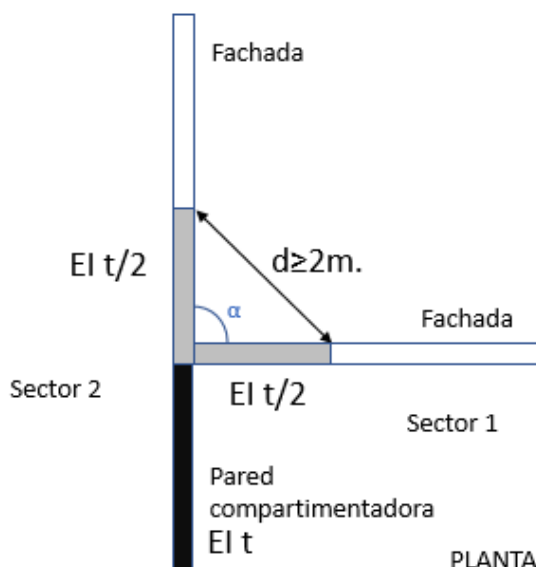 Fachada
EI t/2
d≥2m.
α
Fachada
EI t/2
Sector 2
Sector 1
Pared
compartimentadora
EI t
PLANTA